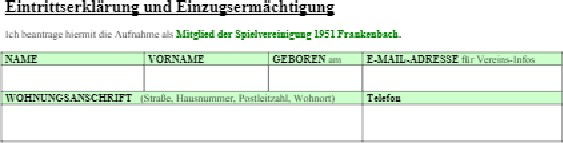 Eintrittserklärung und Einzugsermächtigung
Ich beantrage hiermit die Aufnahme als Mitglied der Spielvereinigung 1951 Frankenbach.
NAME VORNAME GEBOREN am E-MAIL-ADRESSE für Vereins-Infos
WOHNUNGSANSCHRIFT (Straße, Hausnummer, Postleitzahl, Wohnort) Telefon